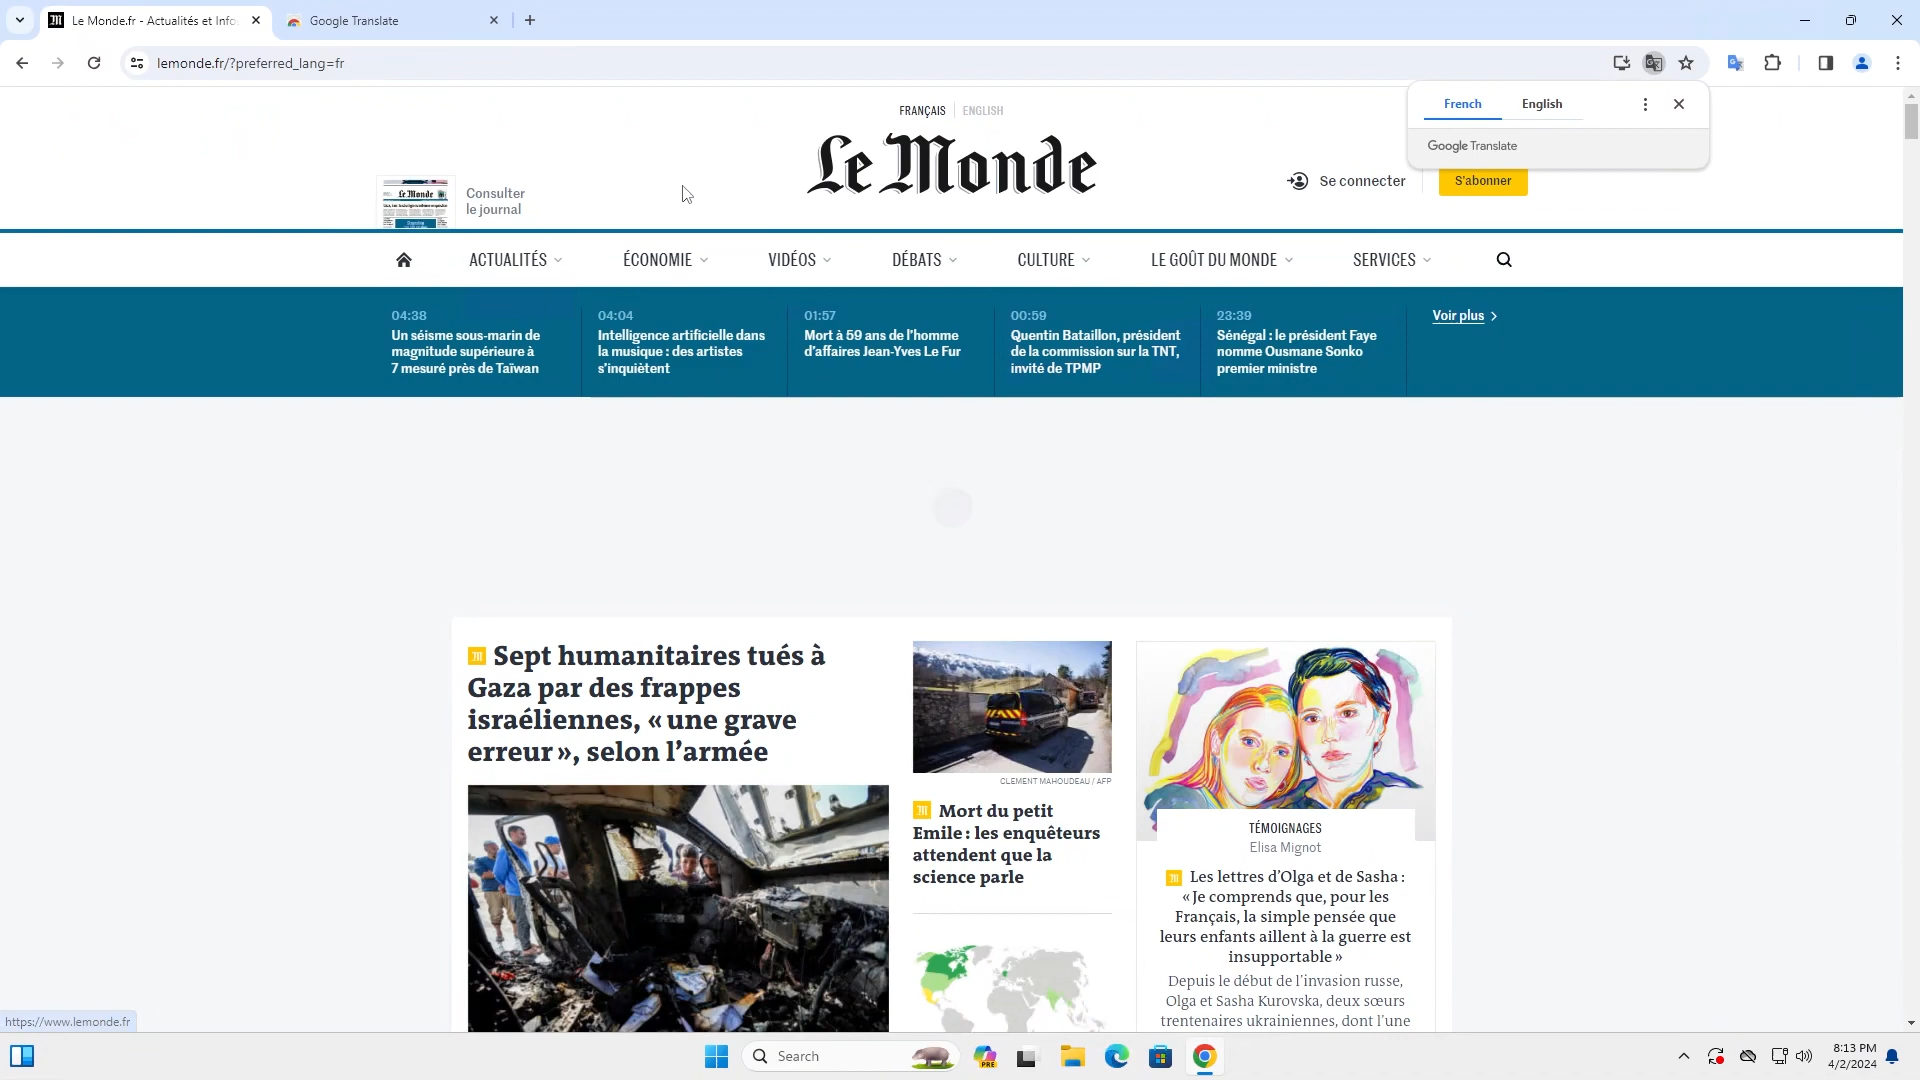 Le Monde.fr - Actualités et Info
Google Translate
lemonde.fr/?preferred_lang=fr
French
English
Google Translate
FRANÇAIS
ENGLISH
Le Monde
Consulter
le journal
Se connecter
S'abonner
ACTUALITÉS
ÉCONOMIE
VIDÉOS
DÉBATS
CULTURE
LE GOÛT DU MONDE
SERVICES
04:38
Un séisme sous-marin de
magnitude supérieure à
7 mesuré près de Taïwan
04:04
Intelligence artificielle dans
la musique : des artistes
s'inquiètent
01:57
Mort à 59 ans de l'homme
d'affaires Jean-Yves Le Fur
00:59
Quentin Bataillon, président
de la commission sur la TNT,
invité de TPMP
23:39
Sénégal : le président Faye
nomme Ousmane Sonko
premier ministre
Voir plus
Sept humanitaires tués à
Gaza par des frappes
israéliennes, « une grave
erreur », selon l'armée
CLEMENT MAHOUDEAU / AFP
Mort du petit
Emile : les enquêteurs
attendent que la
science parle
TÉMOIGNAGES
Elisa Mignot
Les lettres d'Olga et de Sasha :
« Je comprends que, pour les
Français, la simple pensée que
leurs enfants aillent à la guerre est
insupportable »
Depuis le début de l'invasion russe,
Olga et Sasha Kurovska, deux sœurs
trentenaires ukrainiennes, dont l'une
https://www.lemonde.fr
Search
PRE
8:13 PM
4/2/2024